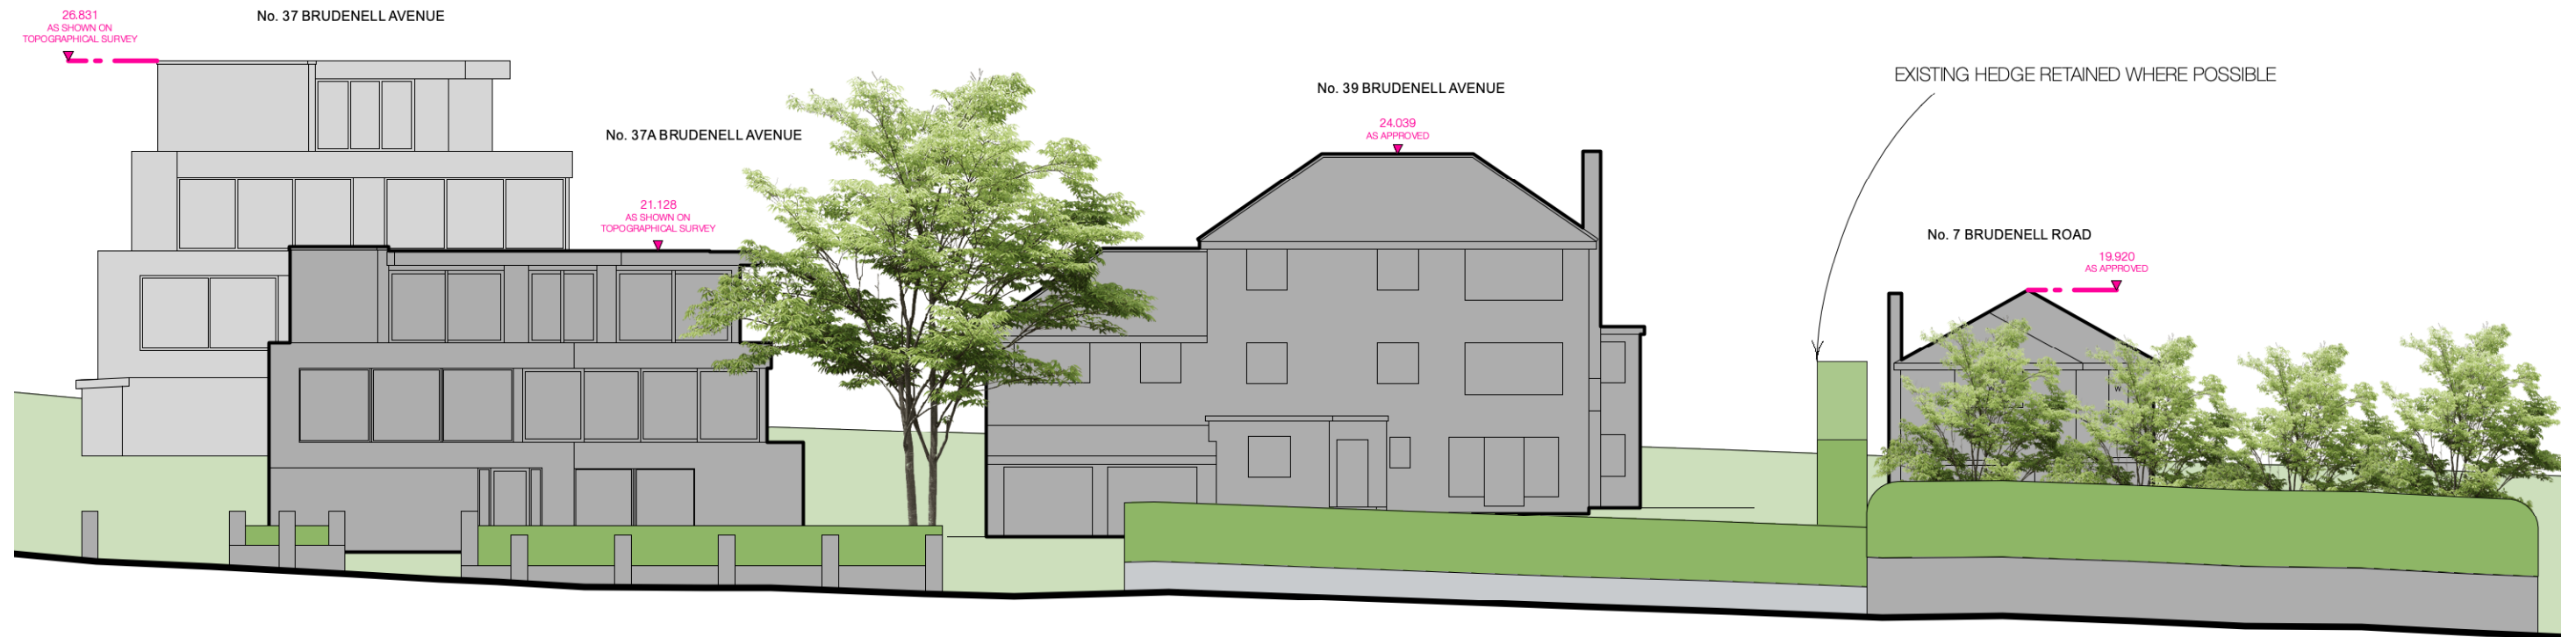 26.831
AS SHOWN ON
TOPOGRAPHICAL SURVEY
No. 37 BRUDENELL AVENUE
No. 37A BRUDENELL AVENUE
21.128
AS SHOWN ON
TOPOGRAPHICAL SURVEY
No. 39 BRUDENELL AVENUE
24.039
AS APPROVED
EXISTING HEDGE RETAINED WHERE POSSIBLE
No. 7 BRUDENELL ROAD
19.920
AS APPROVED
W